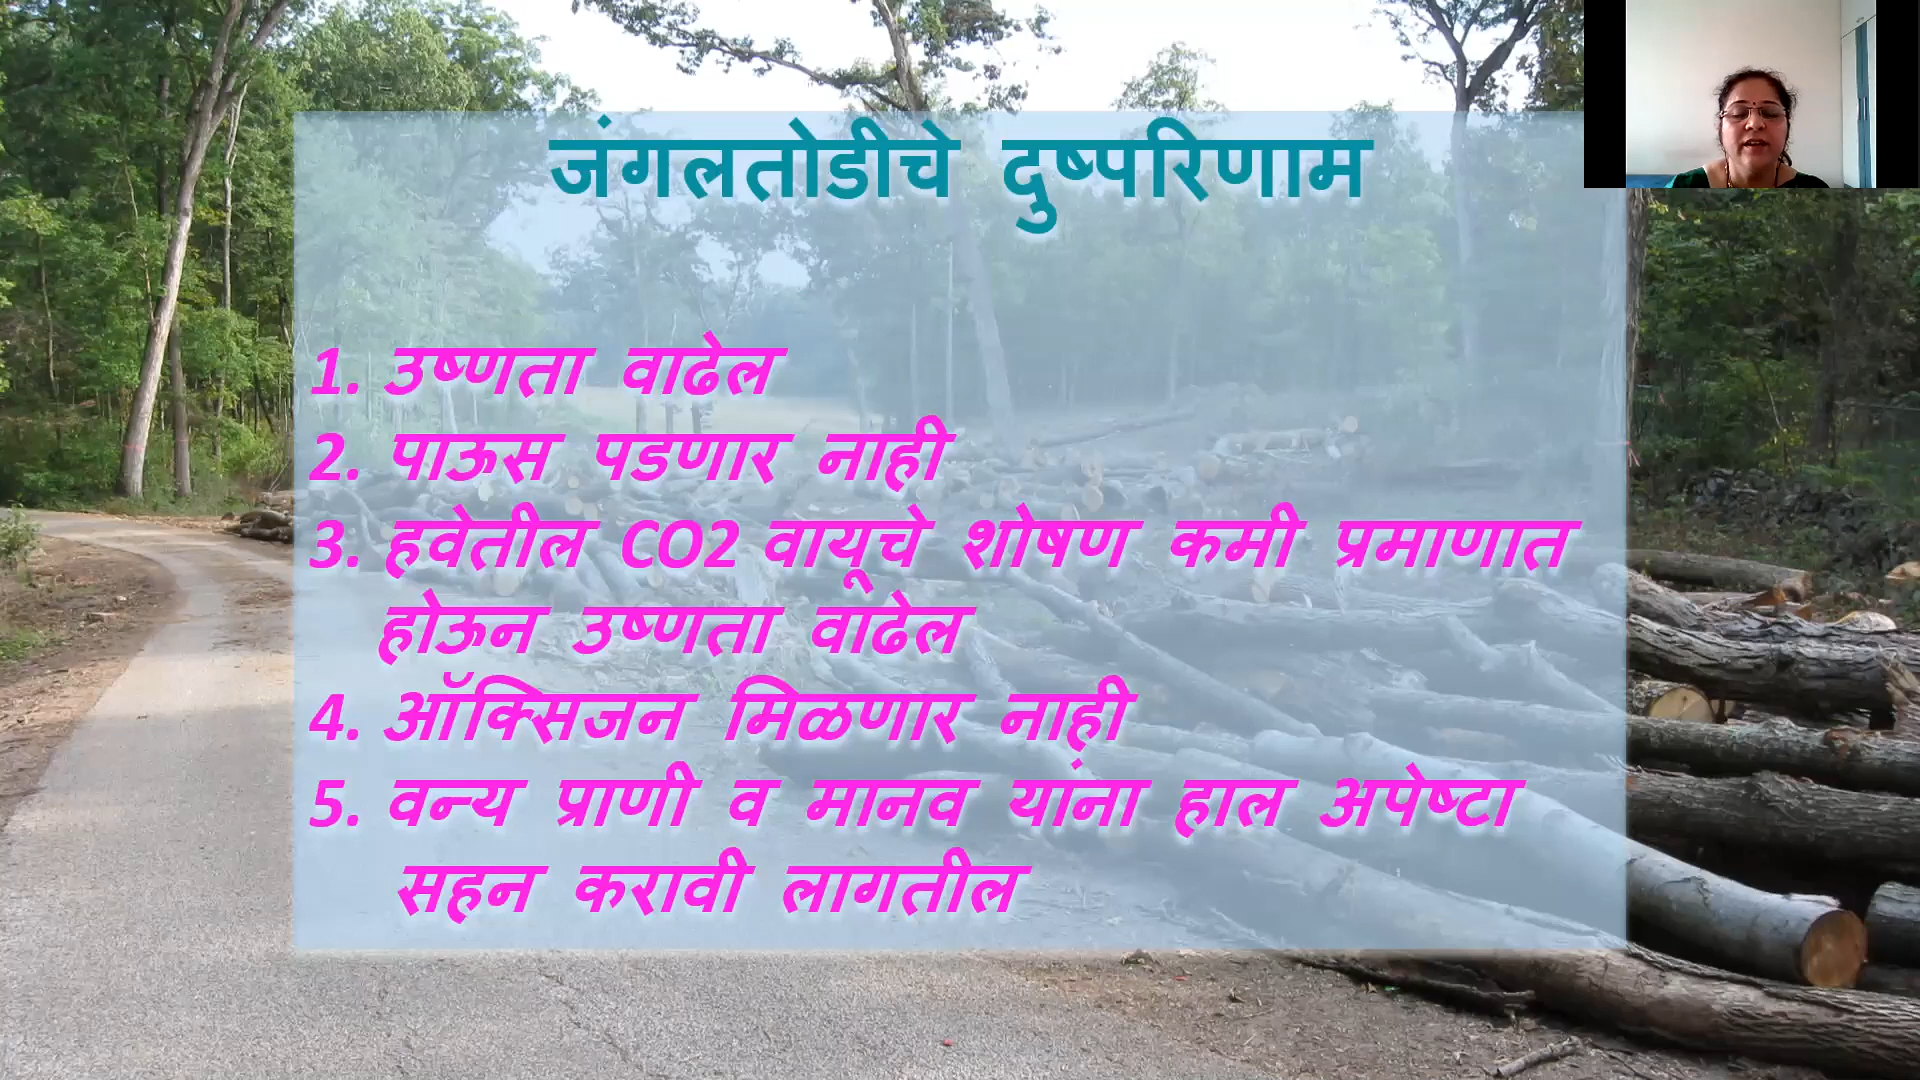 जंगलतोडीचे दुष्परिणाम
1. उष्णता वाढेल
2. पाऊस पडणार नाही
3. हवेतील CO2 वायूचे शोषण कमी प्रमाणात
होऊन उष्णता वाढेल
4. ऑक्सिजन मिळणार नाही
5. वन्य प्राणी व मानव यांना हाल अपेष्टा
सहन करावी लागतील